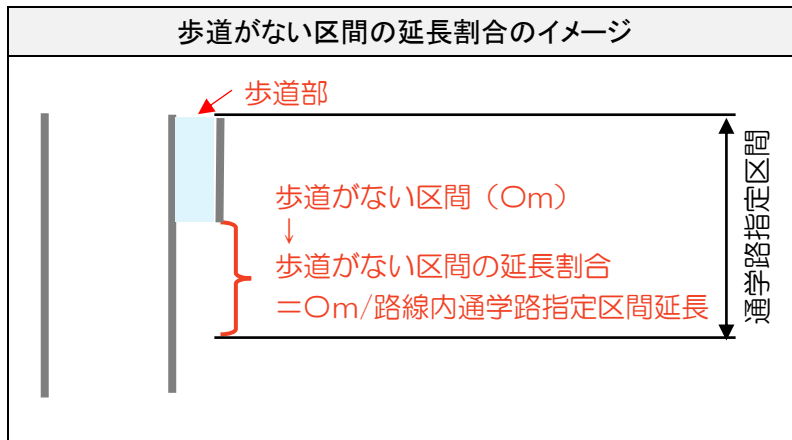 歩道がない区間の延長割合のイメージ
歩道部
歩道がない区間（〇m）
↓
歩道がない区間の延長割合
＝〇m/路線内通学路指定区間延長
通学路指定区間